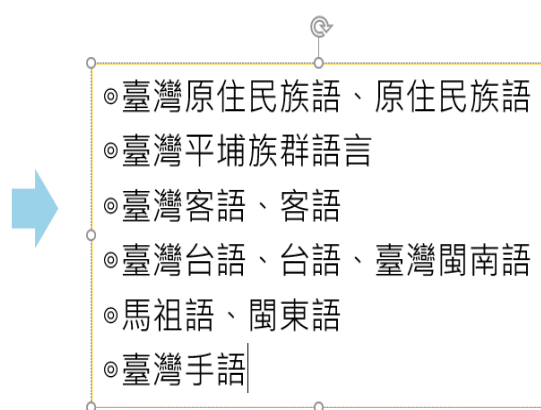 ◎臺灣原住民族語、原住民族語
◎臺灣平埔族群語言
◎臺灣客語、客語
◎臺灣台語、台語、臺灣閩南語
◎馬祖語、閩東語
◎臺灣手語